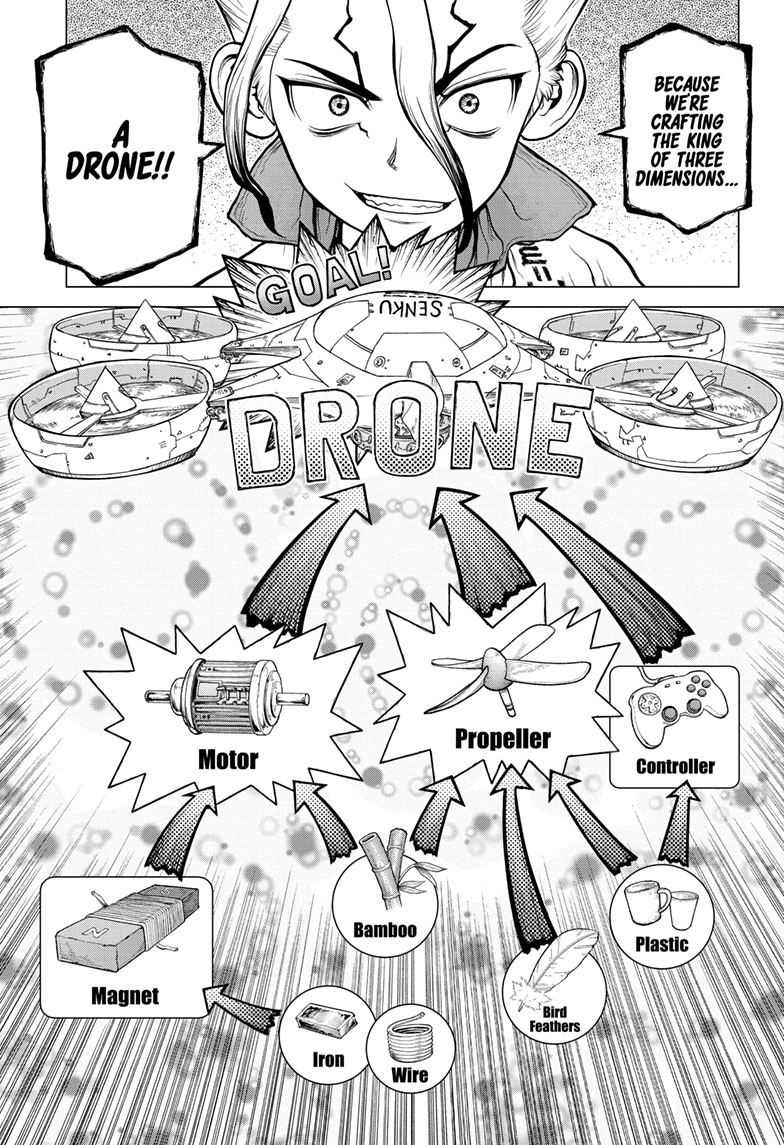 BECAUSE
WE'RE
CRAFTING
THE KING
OF THREE
DIMENSIONS...
A
DRONE!!
GOAL!
SENKU
DRONE
Motor
Propeller
Controller
Bamboo
Plastic
N
Magnet
Bird
Feathers
Iron
Wire